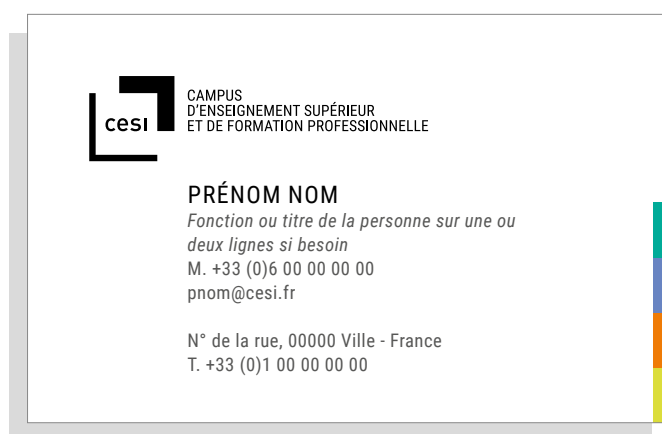 cesi
CAMPUS
D'ENSEIGNEMENT SUPÉRIEUR
ET DE FORMATION PROFESSIONNELLE
PRÉNOM NOM
Fonction ou titre de la personne sur une ou
deux lignes si besoin
M. +33 (0)6 00 00 00 00
pnom@cesi.fr
N° de la rue, 00000 Ville - France
T. +33 (0)1 00 00 00 00